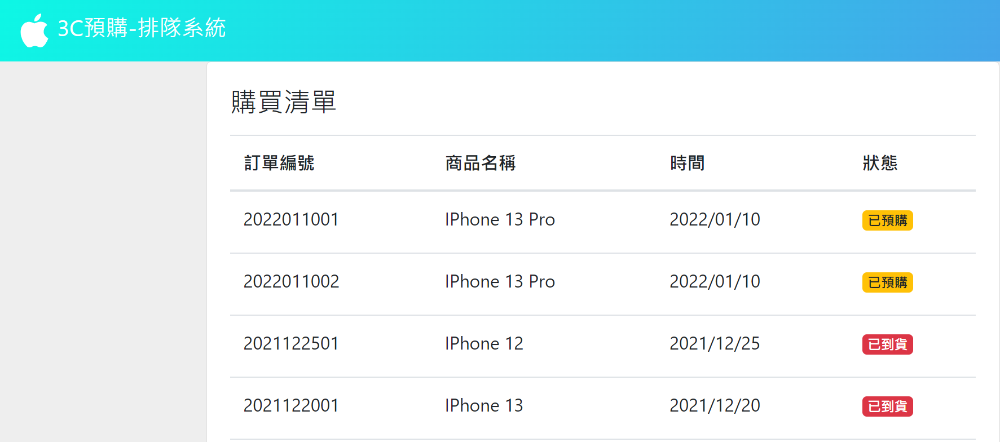 3C預購-排隊系統
購買清單
訂單編號 商品名稱 時間 狀態
2022011001 IPhone 13 Pro 2022/01/10 已預購
2022011002 IPhone 13 Pro 2022/01/10 已預購
2021122501 IPhone 12 2021/12/25 已到貨
2021122001 IPhone 13 2021/12/20 已到貨